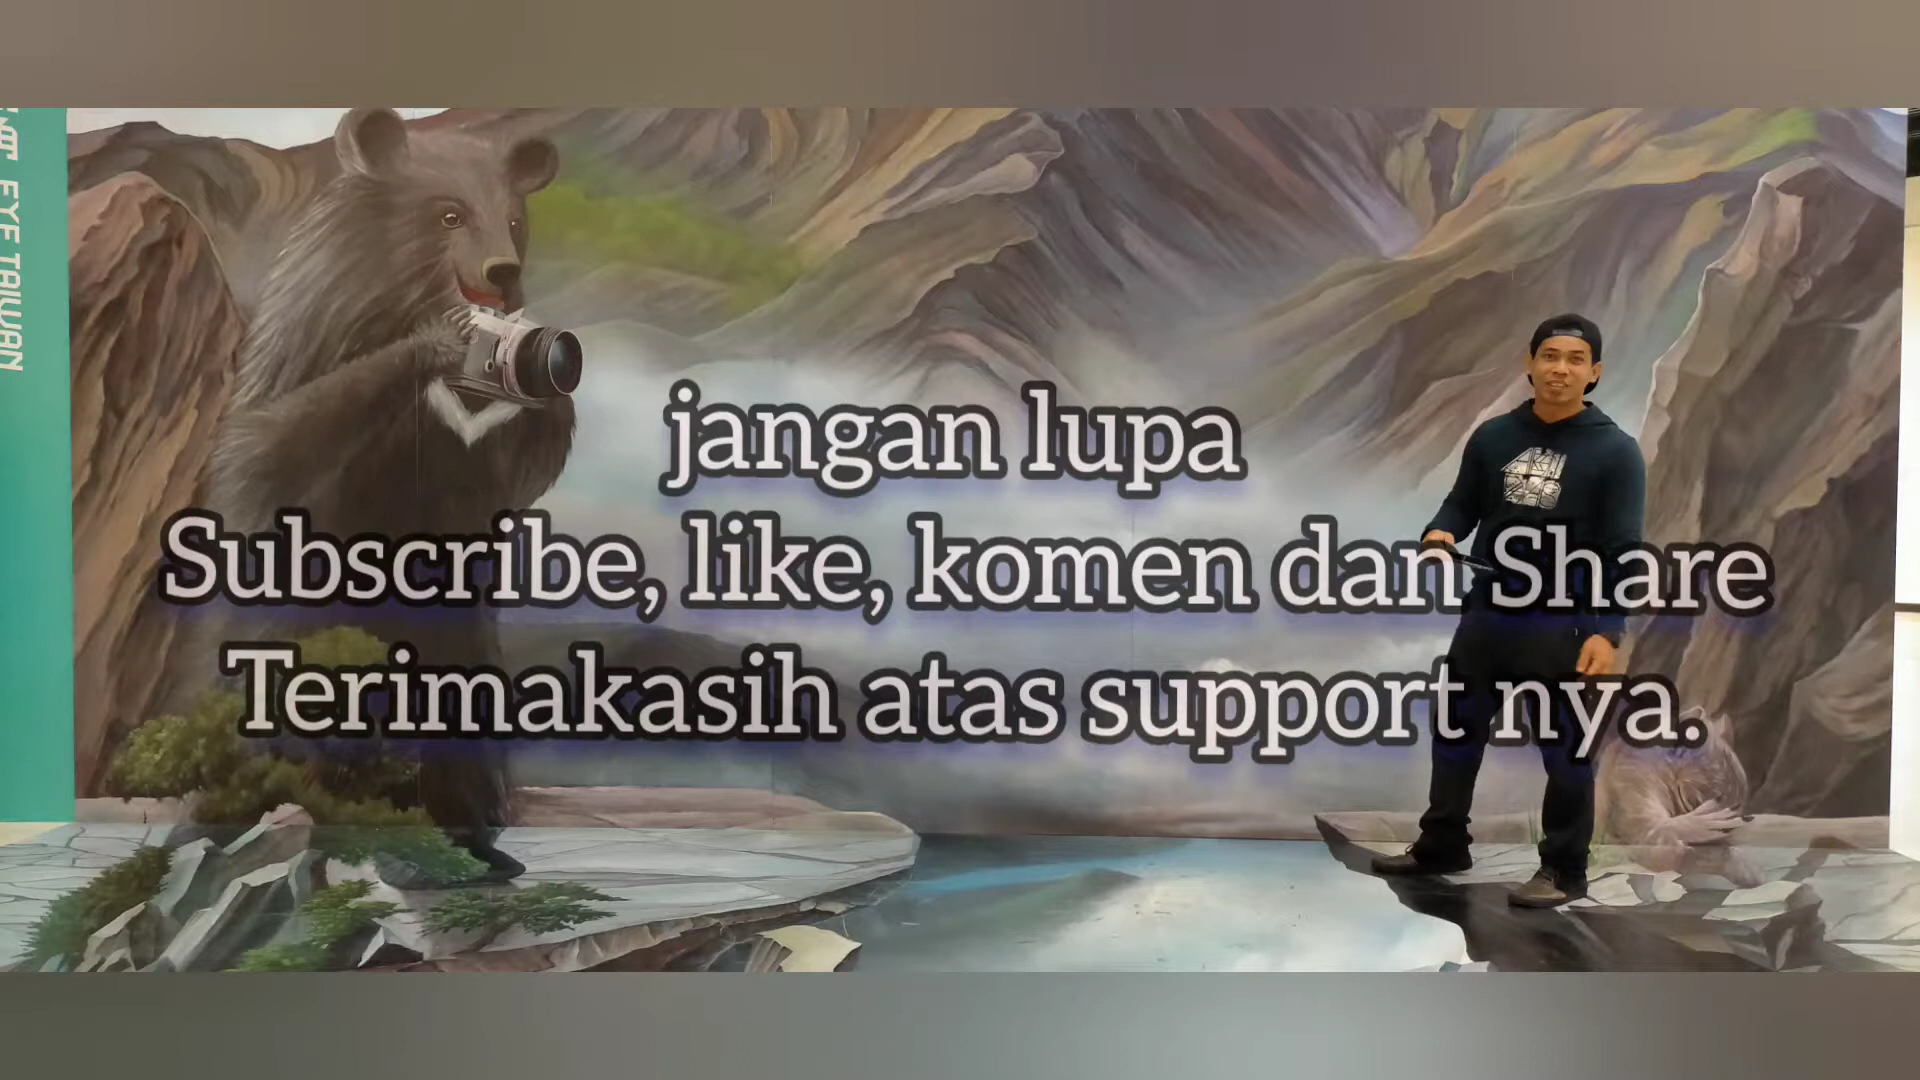 EYE TAIWAN
jangan lupa
Subscribe, like, komen dan Share
Terimakasih atas support nya.